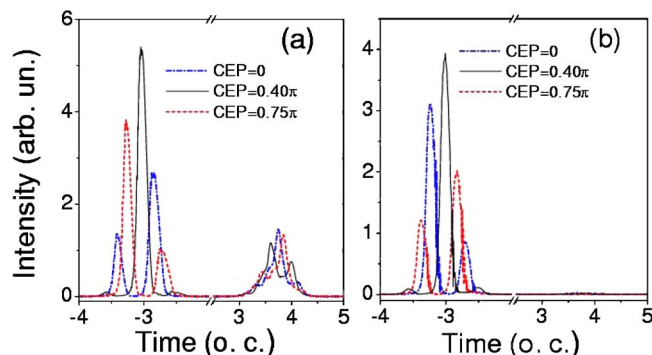 (a)
CEP=0
CEP=0.40π
CEP=0.75π
6
4
2
0
-4
-3
3
4
5
Time (o. c.)
Intensity (arb. un.)
(b)
CEP=0
CEP=0.40π
CEP=0.75π
4
3
2
1
0
-4
-3
3
4
5
Time (o. c.)